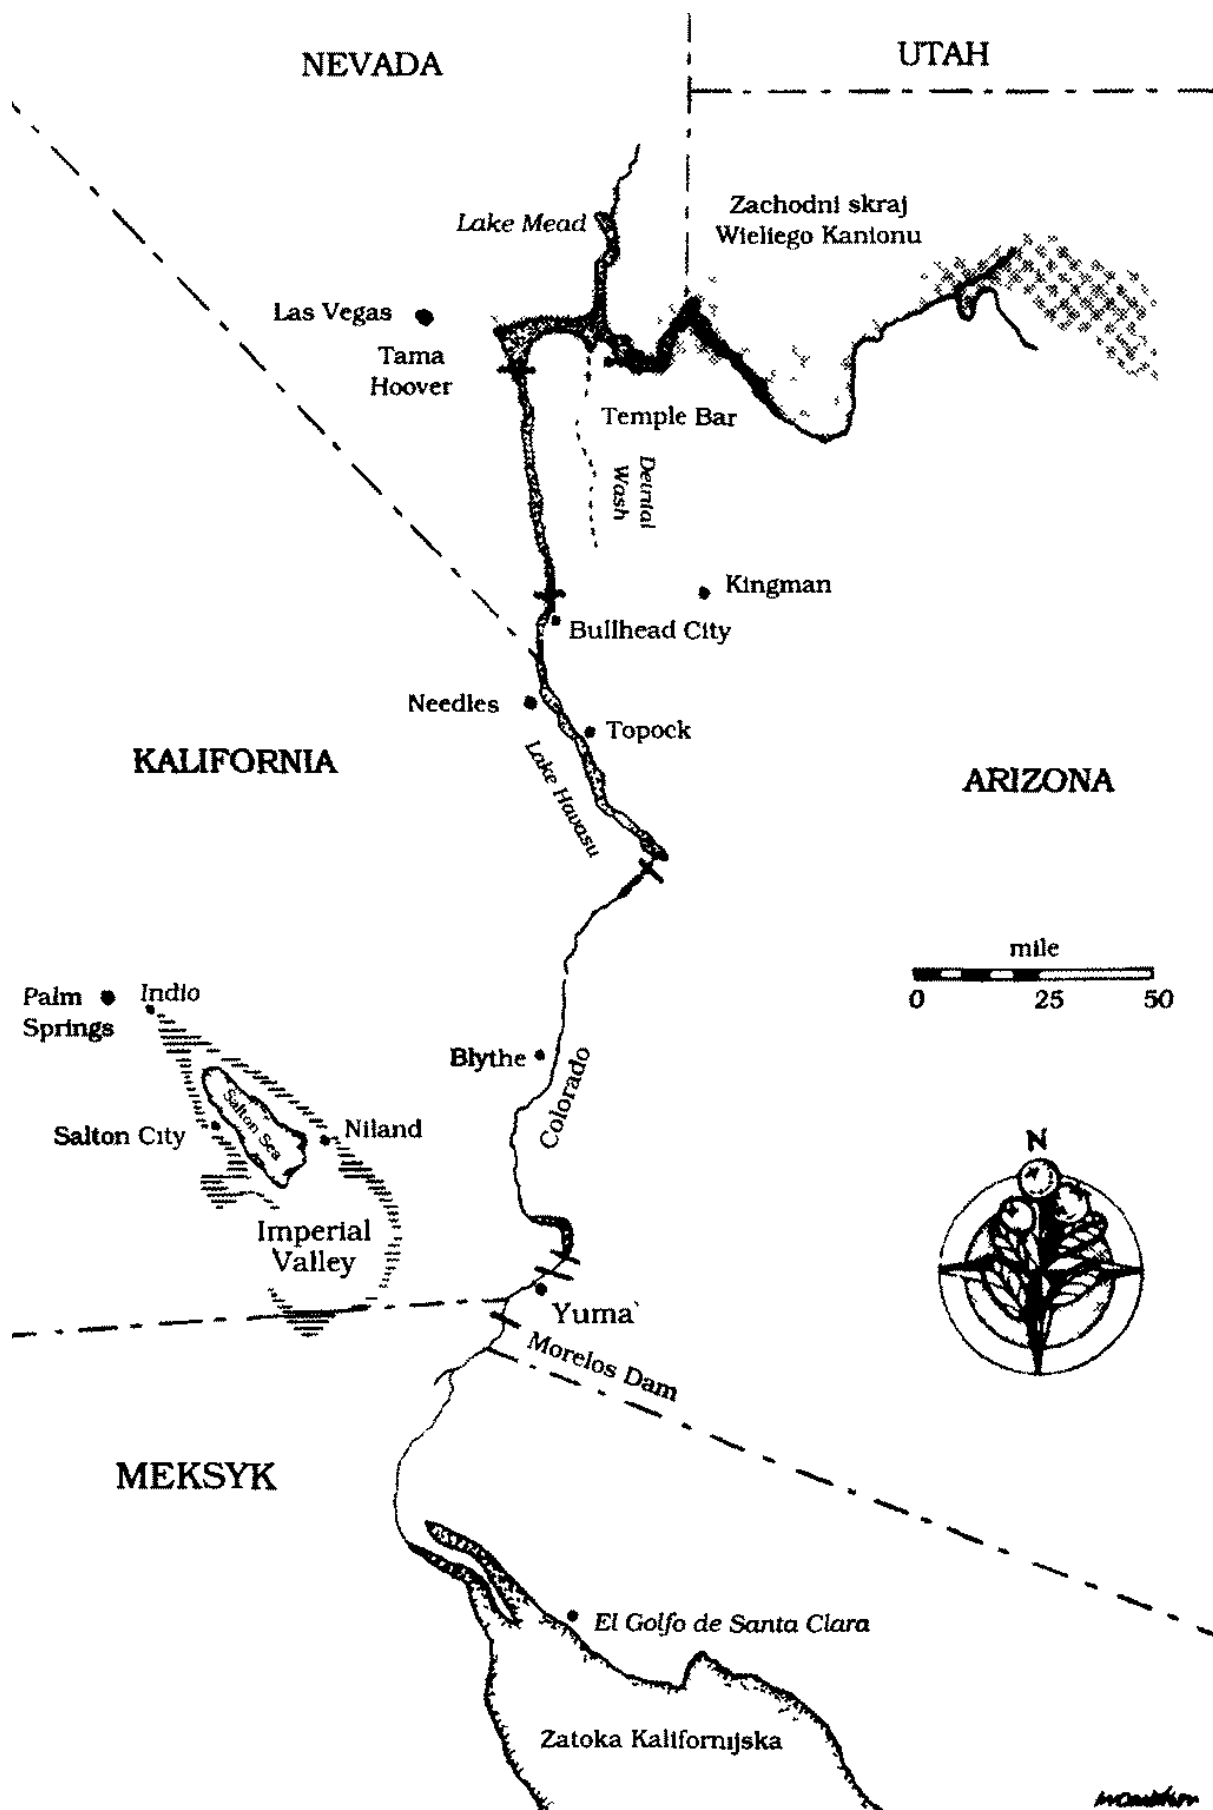 NEVADA
UTAH
Zachodni skraj
Wieliego Kanionu
Lake Mead
Las Vegas
Tama
Hoover
Temple Bar
Detrital
Wash
Kingman
Bullhead City
Needles
Topock
KALIFORNIA
ARIZONA
Lake Havasu
mile
0 25 50
Palm
Springs
Indio
Blythe
Colorado
Salton City
Salton Sea
Niland
N
Imperial
Valley
Yuma
Morelos Dam
MEKSYK
El Golfo de Santa Clara
Zatoka Kalifornijska